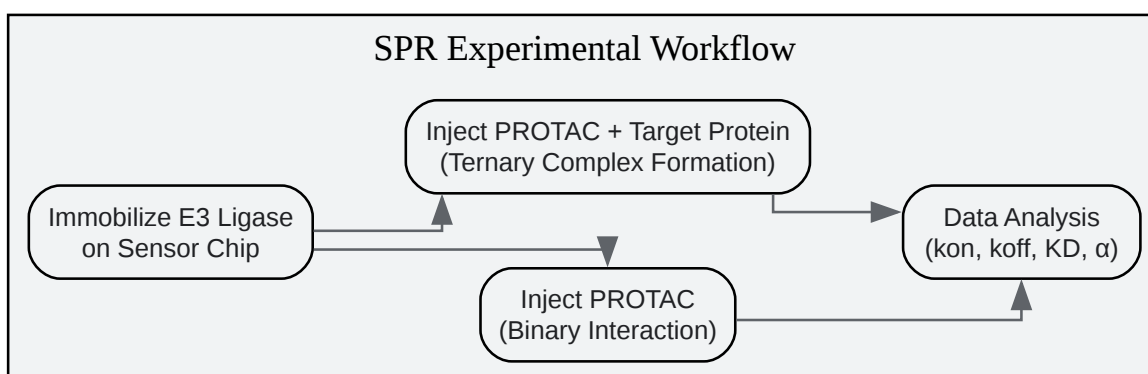 SPR Experimental Workflow
Inject PROTAC + Target Protein
(Ternary Complex Formation)
Immobilize E3 Ligase
on Sensor Chip
Data Analysis
(kon, koff, KD, α)
Inject PROTAC
(Binary Interaction)